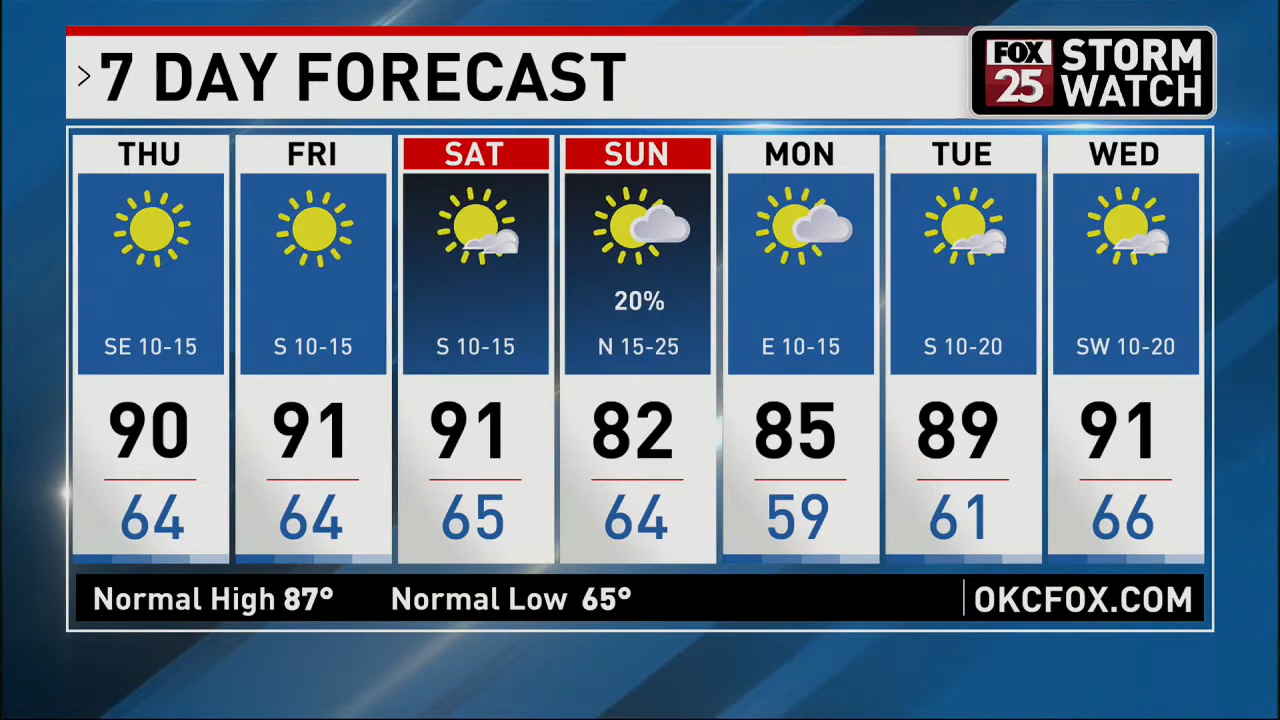 > 7 DAY FORECAST
FOX 25 STORM WATCH
THU FRI SAT SUN MON TUE WED
20%
SE 10-15 S 10-15 S 10-15 N 15-25 E 10-15 S 10-20 SW 10-20
90 91 91 82 85 89 91
64 64 65 64 59 61 66
Normal High 87° Normal Low 65° OKCFOX.COM